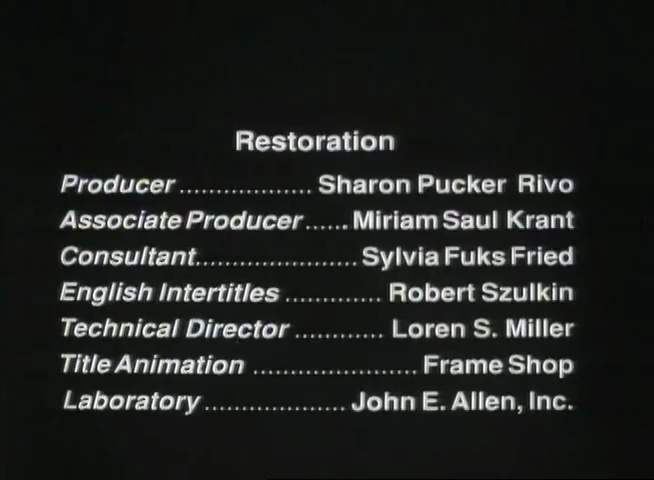 Restoration
Producer ................... Sharon Pucker Rivo
Associate Producer ...... Miriam Saul Krant
Consultant...................... Sylvia Fuks Fried
English Intertitles ............. Robert Szulkin
Technical Director ............ Loren S. Miller
Title Animation ...................... Frame Shop
Laboratory ................... John E. Allen, Inc.